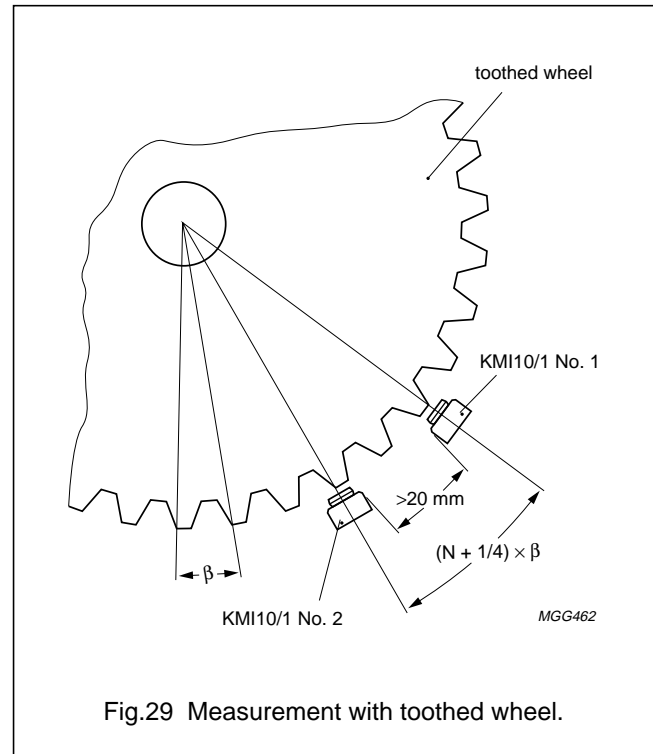 toothed wheel
KMI10/1 No. 1
>20 mm
(N + 1/4) × β
β
KMI10/1 No. 2
MGG462
Fig.29 Measurement with toothed wheel.